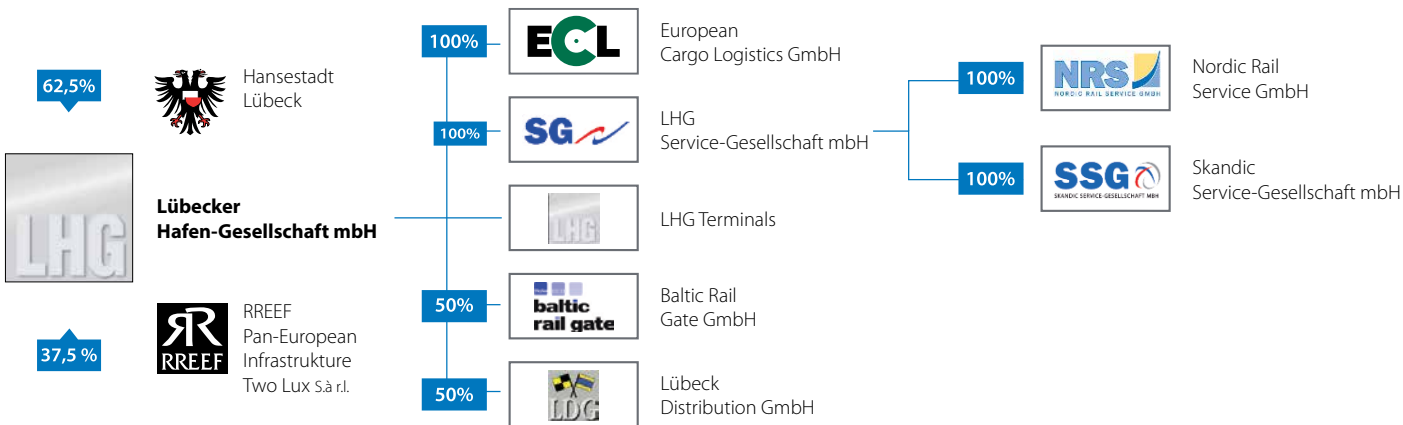 62,5%
Hansestadt
Lübeck
LHG
Lübecker
Hafen-Gesellschaft mbH
37,5 %
RREEF
RREEF
Pan-European
Infrastrukture
Two Lux S.à r.l.
100%
ECL
European
Cargo Logistics GmbH
100%
SG
LHG
Service-Gesellschaft mbH
LHG
LHG Terminals
50%
baltic
rail gate
Baltic Rail
Gate GmbH
50%
LDG
Lübeck
Distribution GmbH
100%
NRS
NORDIC RAIL SERVICE GMBH
Nordic Rail
Service GmbH
100%
SSG
SKANDIC SERVICE-GESELLSCHAFT MBH
Skandic
Service-Gesellschaft mbH